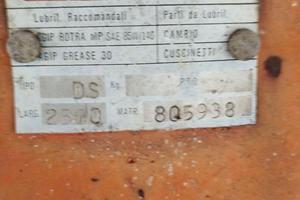 Lubrif. Raccomandati Parti da Lubrif.
AGIP ROTRA MP SAE 85W/140 CAMBIO
AGIP GREASE 30 CUSCINETTI
TIPO DS Kg. P.T.O.
LARG. 2500 MATR. 805938